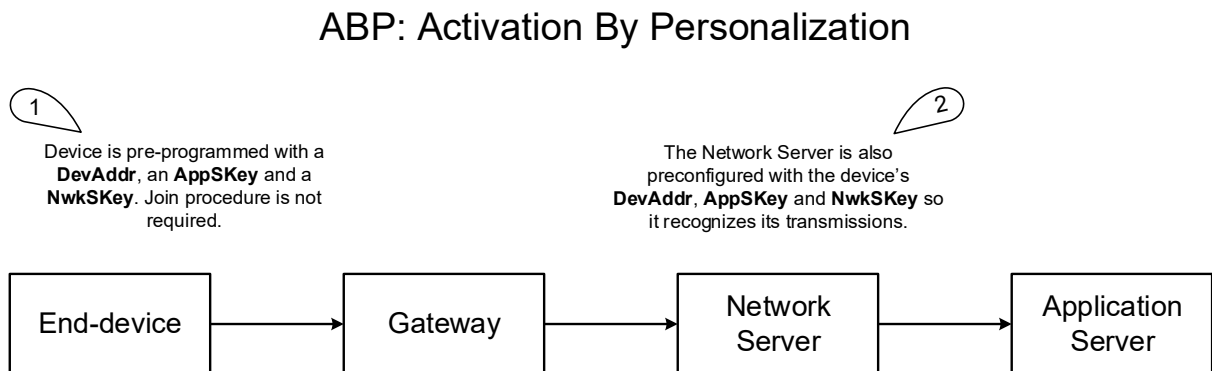 ABP: Activation By Personalization
1
Device is pre-programmed with a
DevAddr, an AppSKey and a
NwkSKey. Join procedure is not
required.
2
The Network Server is also
preconfigured with the device's
DevAddr, AppSKey and NwkSKey so
it recognizes its transmissions.
End-device
Gateway
Network
Server
Application
Server